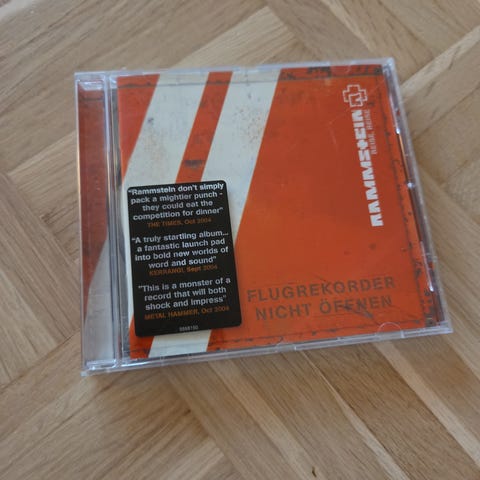 "Rammstein don't simply
pack a mightier punch -
they could eat the
competition for dinner"
THE TIMES, Oct 2004
"A truly startling album...
a fantastic launch pad
into bold new worlds of
word and sound"
KERRANG!, Sept 2004
"This is a monster of a
record that will both
shock and impress"
METAL HAMMER, Oct 2004
RAMMSTEIN
REISE, REISE
FLUGREKORDER
NICHT ÖFFNEN